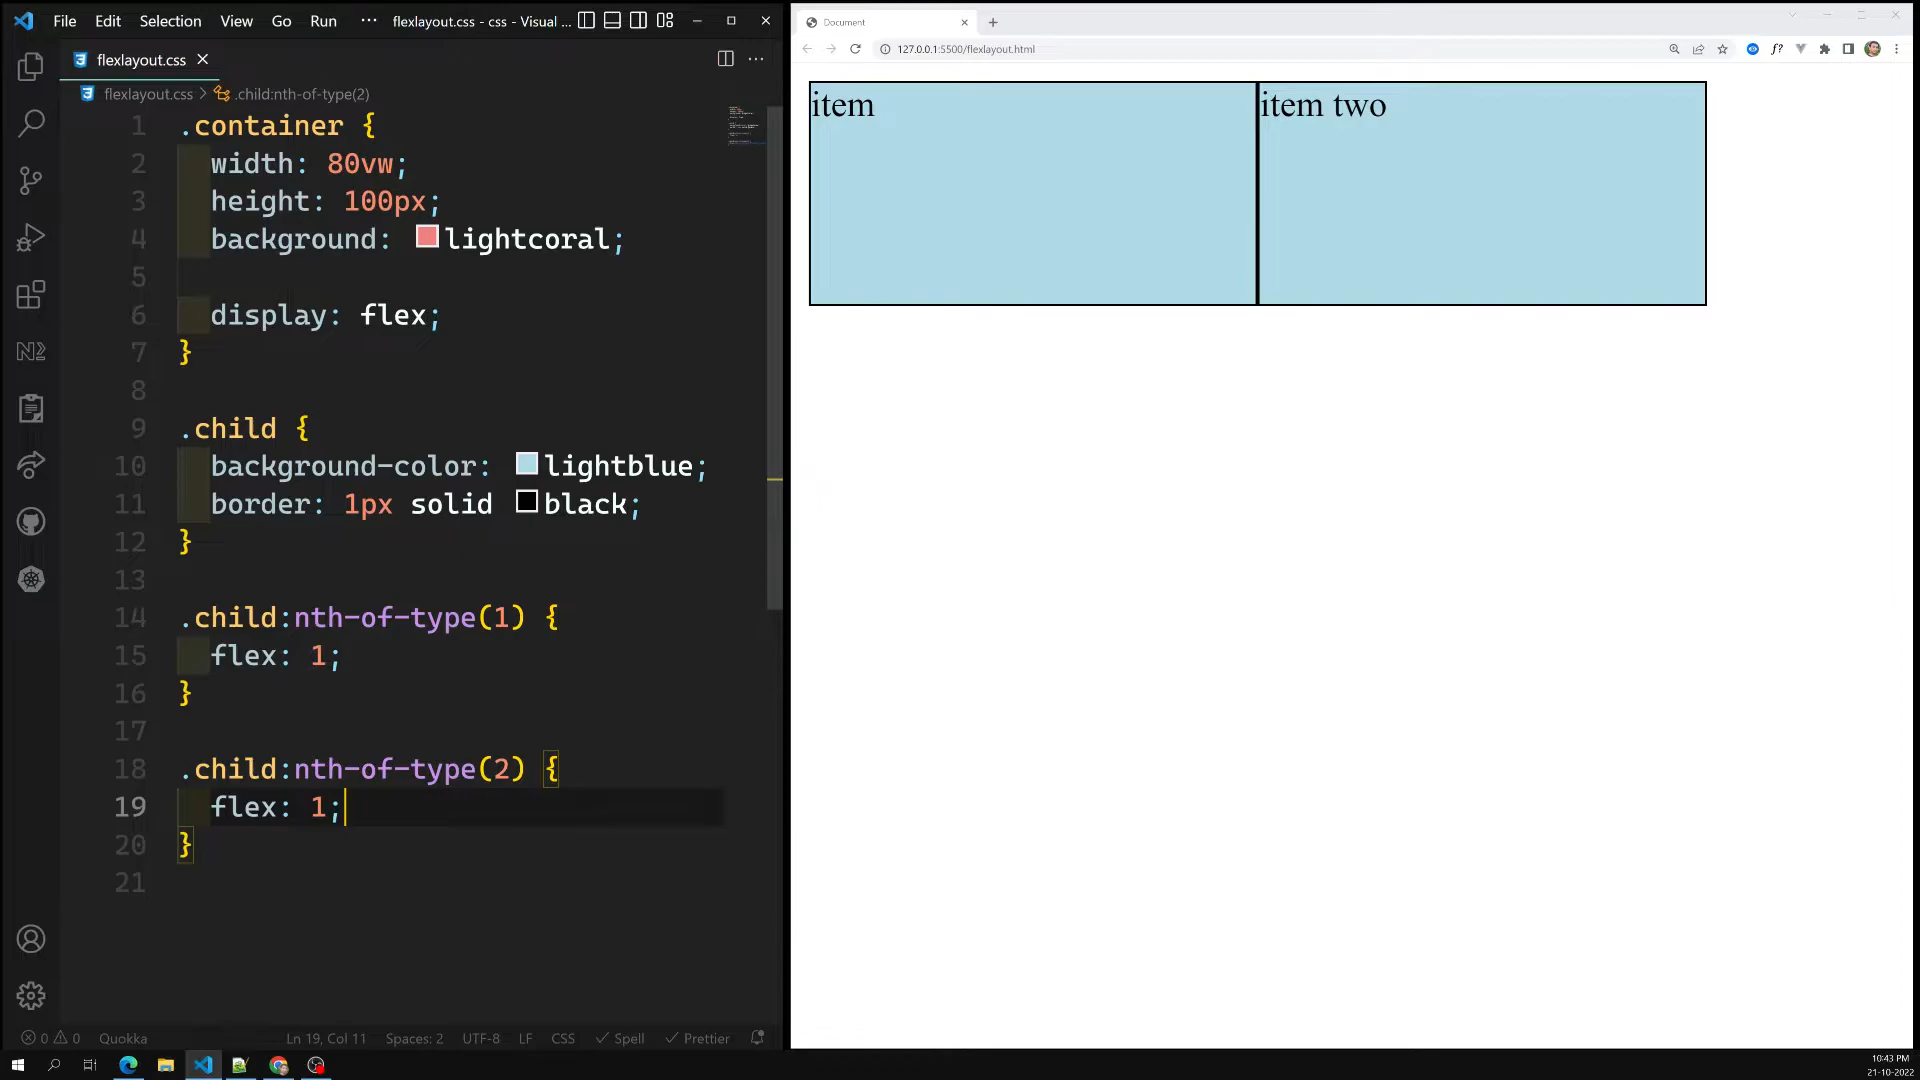 File Edit Selection View Go Run ··· flexlayout.css - css - Visual ...
flexlayout.css
flexlayout.css > .child:nth-of-type(2)
1 .container {
2 width: 80vw;
3 height: 100px;
4 background: lightcoral;
5
6 display: flex;
7 }
8
9 .child {
10 background-color: lightblue;
11 border: 1px solid black;
12 }
13
14 .child:nth-of-type(1) {
15 flex: 1;
16 }
17
18 .child:nth-of-type(2) {
19 flex: 1;
20 }
21
0 0 Quokka Ln 19, Col 11 Spaces: 2 UTF-8 LF CSS Spell Prettier
Document
127.0.0.1:5500/flexlayout.html
f?
item
item two
10:43 PM
21-10-2022